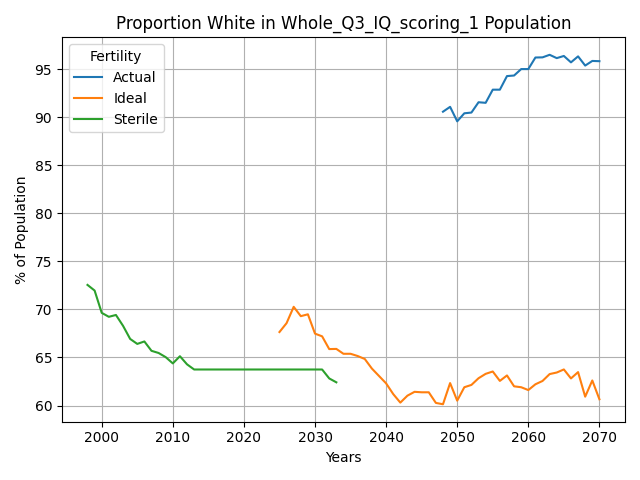 Proportion White in Whole_Q3_IQ_scoring_1 Population
Fertility
Actual
Ideal
Sterile
% of Population
95
90
85
80
75
70
65
60
2000 2010 2020 2030 2040 2050 2060 2070
Years